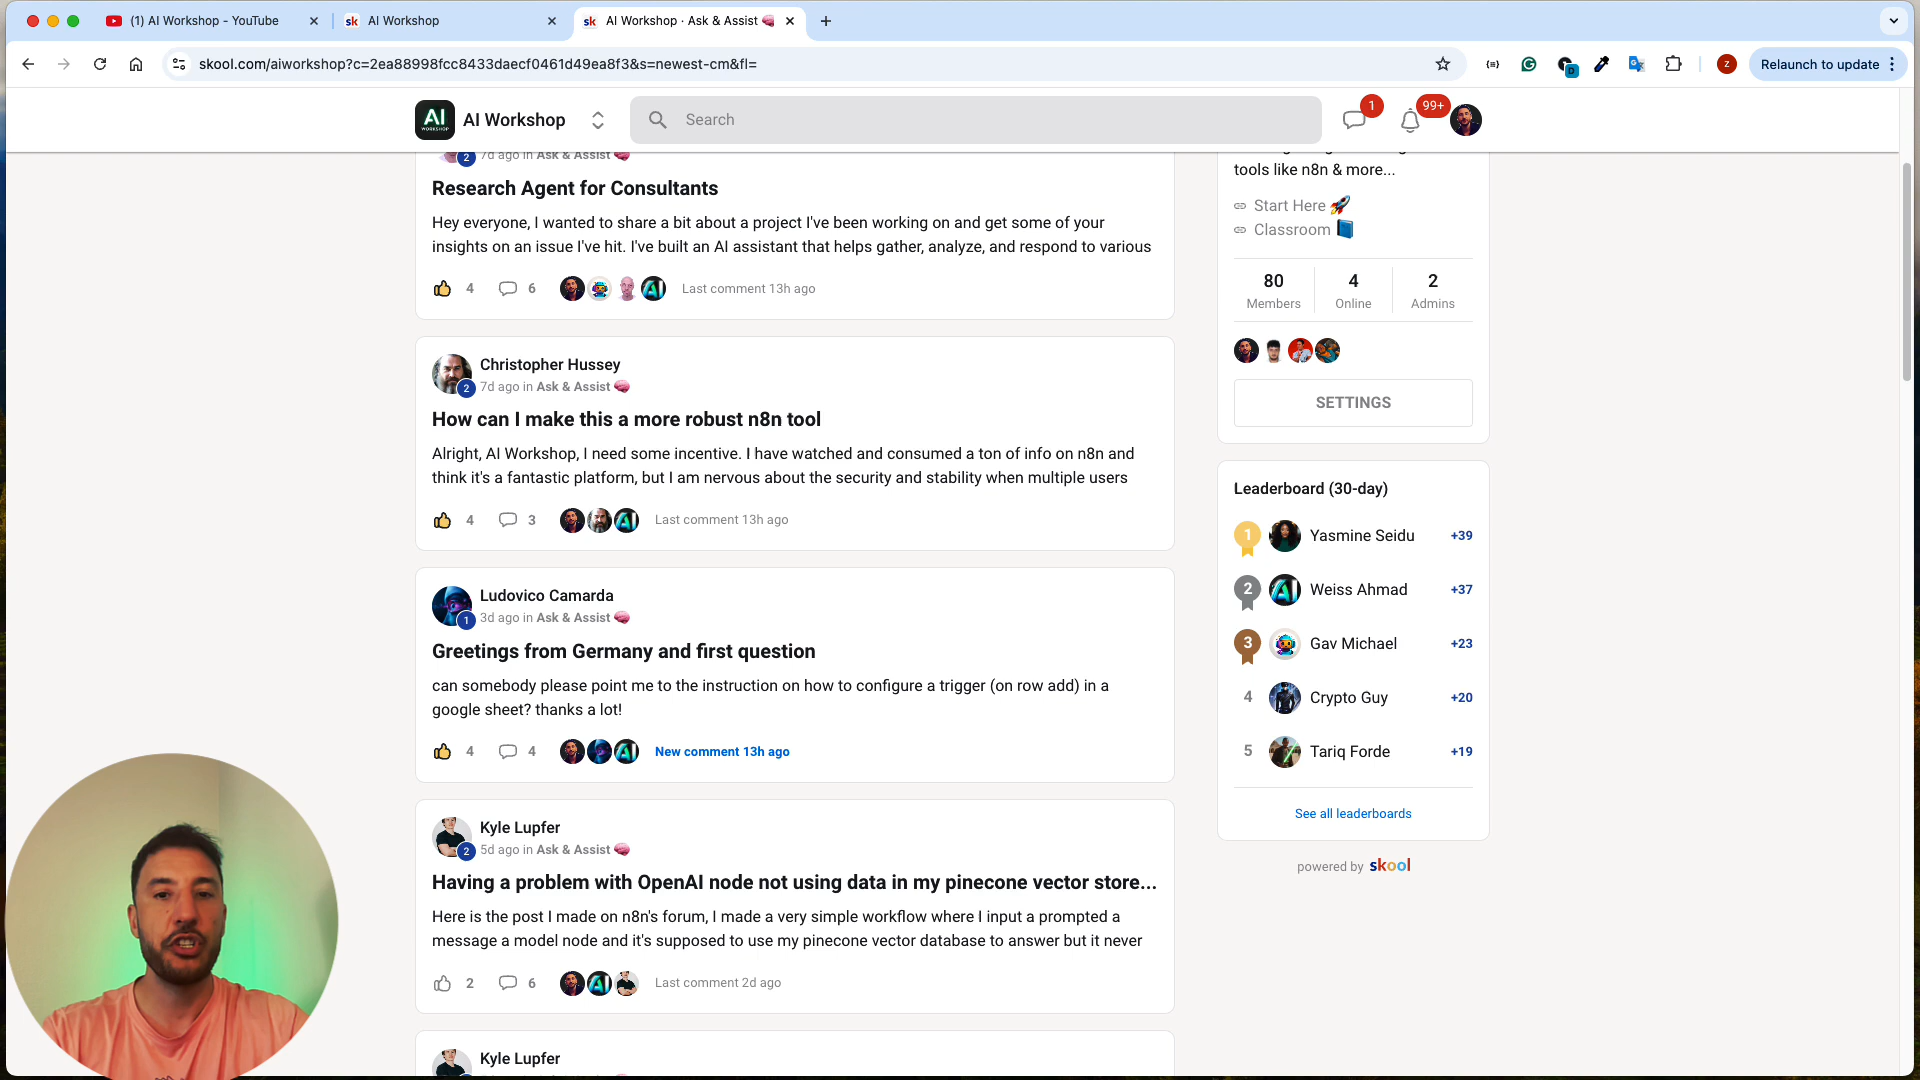 (1) AI Workshop - YouTube
sk AI Workshop
sk AI Workshop · Ask & Assist 🧠
skool.com/aiworkshop?c=2ea88998fcc8433daecf0461d49ea8f3&s=newest-cm&fl=
z
Relaunch to update
AI WORKSHOP
AI Workshop
Search
1
99+
2 7d ago in Ask & Assist 🧠
Research Agent for Consultants
Hey everyone, I wanted to share a bit about a project I've been working on and get some of your
insights on an issue I've hit. I've built an AI assistant that helps gather, analyze, and respond to various
4 6 Last comment 13h ago
Christopher Hussey
2 7d ago in Ask & Assist 🧠
How can I make this a more robust n8n tool
Alright, AI Workshop, I need some incentive. I have watched and consumed a ton of info on n8n and
think it's a fantastic platform, but I am nervous about the security and stability when multiple users
4 3 Last comment 13h ago
Ludovico Camarda
1 3d ago in Ask & Assist 🧠
Greetings from Germany and first question
can somebody please point me to the instruction on how to configure a trigger (on row add) in a
google sheet? thanks a lot!
4 4 New comment 13h ago
Kyle Lupfer
2 5d ago in Ask & Assist 🧠
Having a problem with OpenAI node not using data in my pinecone vector store...
Here is the post I made on n8n's forum, I made a very simple workflow where I input a prompted a
message a model node and it's supposed to use my pinecone vector database to answer but it never
2 6 Last comment 2d ago
Kyle Lupfer
tools like n8n & more...
Start Here 🚀
Classroom 📘
80 4 2
Members Online Admins
SETTINGS
Leaderboard (30-day)
1 Yasmine Seidu +39
2 Weiss Ahmad +37
3 Gav Michael +23
4 Crypto Guy +20
5 Tariq Forde +19
See all leaderboards
powered by skool